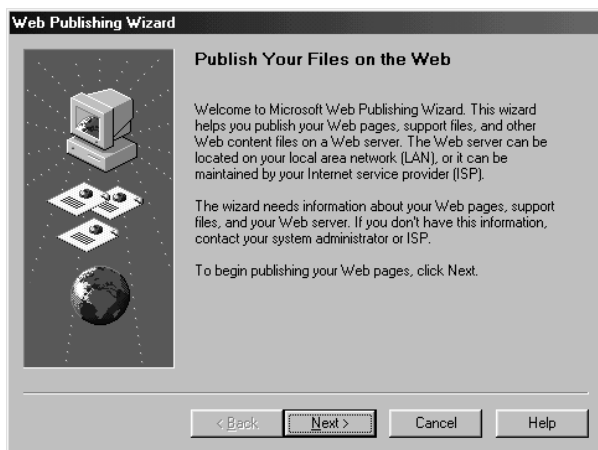 Web Publishing Wizard
Publish Your Files on the Web
Welcome to Microsoft Web Publishing Wizard. This wizard
helps you publish your Web pages, support files, and other
Web content files on a Web server. The Web server can be
located on your local area network (LAN), or it can be
maintained by your Internet service provider (ISP).
The wizard needs information about your Web pages, support
files, and your Web server. If you don't have this information,
contact your system administrator or ISP.
To begin publishing your Web pages, click Next.
< Back Next > Cancel Help